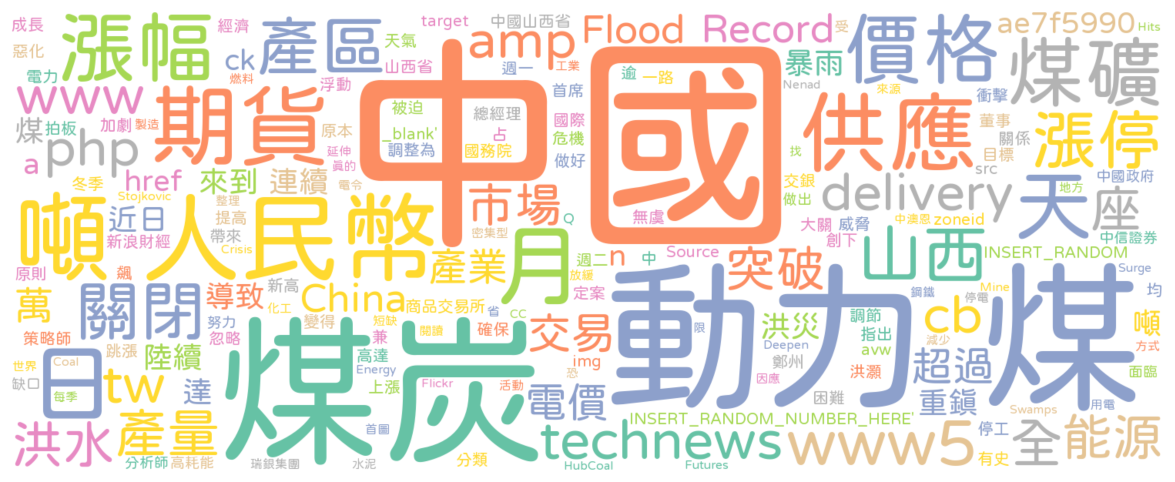 成長
經濟
產區
target
中國山西省
Flood
Record
價格
ae7f5990
受
Hits
惡化
漲幅
ck
天氣
amp
暴雨
逾
一路
來源
煤礦
電力
燃料
山西省
週一
工業
Nenad
衝擊
www
期貨
浮動
中國
首席
供應
董事
漲停
煤
拍板
加劇
製造
被迫
總經理
國際
關係
php
原本
_blank'
占
危機
目標
a
延伸
調整為
國務院
做好
找
src
中國政府
href
來到
連續
真的
市場
交銀
delivery
天
座
地方
冬季
Stojkovic
整理
電令
做出
噸
人民幣
近日
提高
Q
無虞
大關
威脅
中澳恩
zoneid
新浪財經
帶來
密集型
月
創下
中信證券
Crisis
產業
週二
n
中
Source
突破
山西
INSERT_RANDOM
原則
飆
新高
放緩
動力煤
鋼鐵
停電
Mine
Surge
均
萬
關閉
導致
China
商品交易所
定案
洪災
調節
cb
噸
策略師
努力
化工
變得
短缺
省
cc
確保
交易
限
指出
減少
方式
忽略
兼
閱讀
鄭州
Deepen
avw
世界
Coal
跳漲
陸續
高達
Energy
img
恐
因應
洪灝
超過
面臨
缺口
日
每季
tw
達
上漲
Flickr
活動
電價
困難
重鎮
Swamps
用電
洪水
產量
煤炭
首圖
INSERT_RANDOM_NUMBER_HERE'
停工
全
能源
分析師
高耗能
瑞銀集團
水泥
分類
technews
HubCoal
Futures
www5
有史